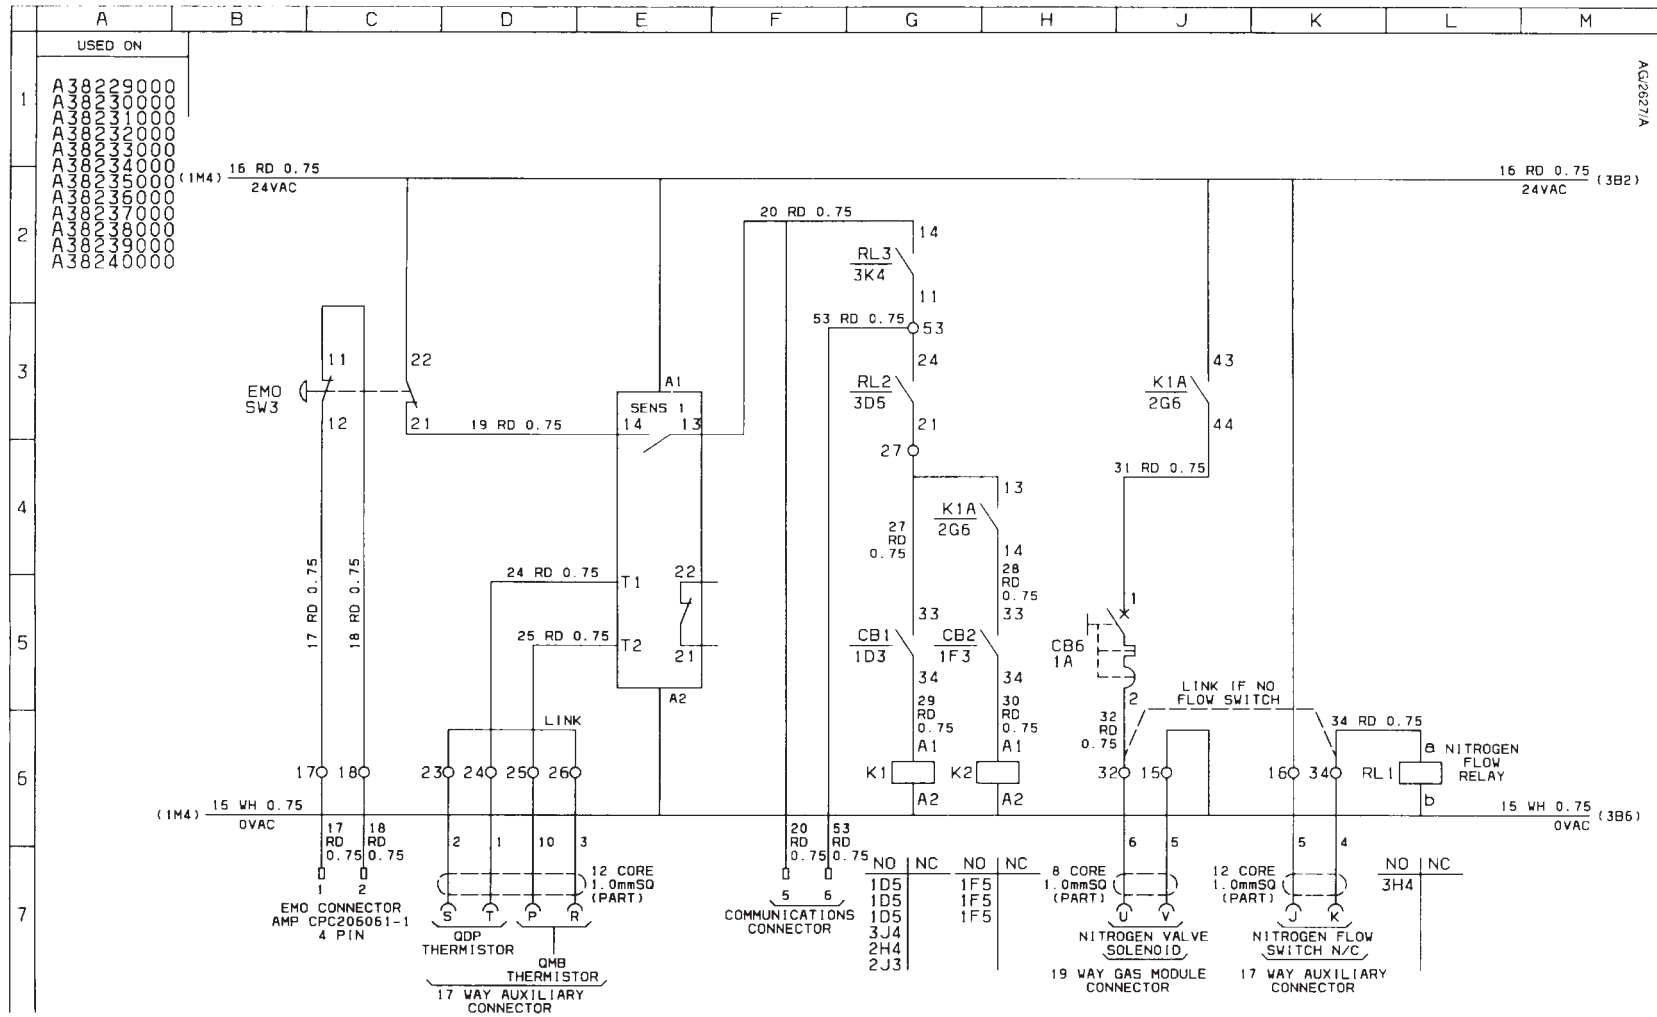 A B C D E F G H J K L M
USED ON
AG/2627/A
1
A38229000
A38230000
A38231000
A38232000
A38233000
A38234000
A38235000
A38236000
A38237000
A38238000
A38239000
A38240000
(1M4) 16 RD 0.75
24VAC
16 RD 0.75 (3B2)
24VAC
2
20 RD 0.75
14
RL3
3K4
11
53 RD 0.75 53
3
11 22
24
43
EMO
SW3
A1
RL2
3D5
K1A
2G6
SENS 1
12 21 19 RD 0.75 14 13
21
44
27
31 RD 0.75
4
13
K1A
2G6
27
RD
0.75
14
28
RD
0.75
17 RD 0.75
18 RD 0.75
24 RD 0.75 T1 22
1
5
33 33
25 RD 0.75 T2 21
CB1
1D3
CB2
1F3
CB6
1A
34 34
A2
2
LINK IF NO
FLOW SWITCH
29
RD
0.75
30
RD
0.75
32
RD
0.75
LINK
34 RD 0.75
6
A1 A1
a NITROGEN
FLOW
RELAY
17 18 23 24 25 26
K1 K2
32 15 16 34 RL1
A2 A2
b
(1M4) 15 WH 0.75
0VAC
15 WH 0.75 (3B6)
0VAC
17
RD
0.75
18
RD
0.75
2 1 10 3
20
RD
0.75
53
RD
0.75
6 5 5 4
7
1 2
EMO CONNECTOR
AMP CPC206061-1
4 PIN
12 CORE
1.0mmSQ
(PART)
S T P R
QDP
THERMISTOR
QMB
THERMISTOR
17 WAY AUXILIARY
CONNECTOR
5 6
COMMUNICATIONS
CONNECTOR
NO NC
1D5
1D5
1D5
3J4
2H4
2J3
NO NC
1F5
1F5
1F5
8 CORE
1.0mmSQ
(PART)
U V
NITROGEN VALVE
SOLENOID
19 WAY GAS MODULE
CONNECTOR
12 CORE
1.0mmSQ
(PART)
J K
NITROGEN FLOW
SWITCH N/C
17 WAY AUXILIARY
CONNECTOR
NO NC
3H4